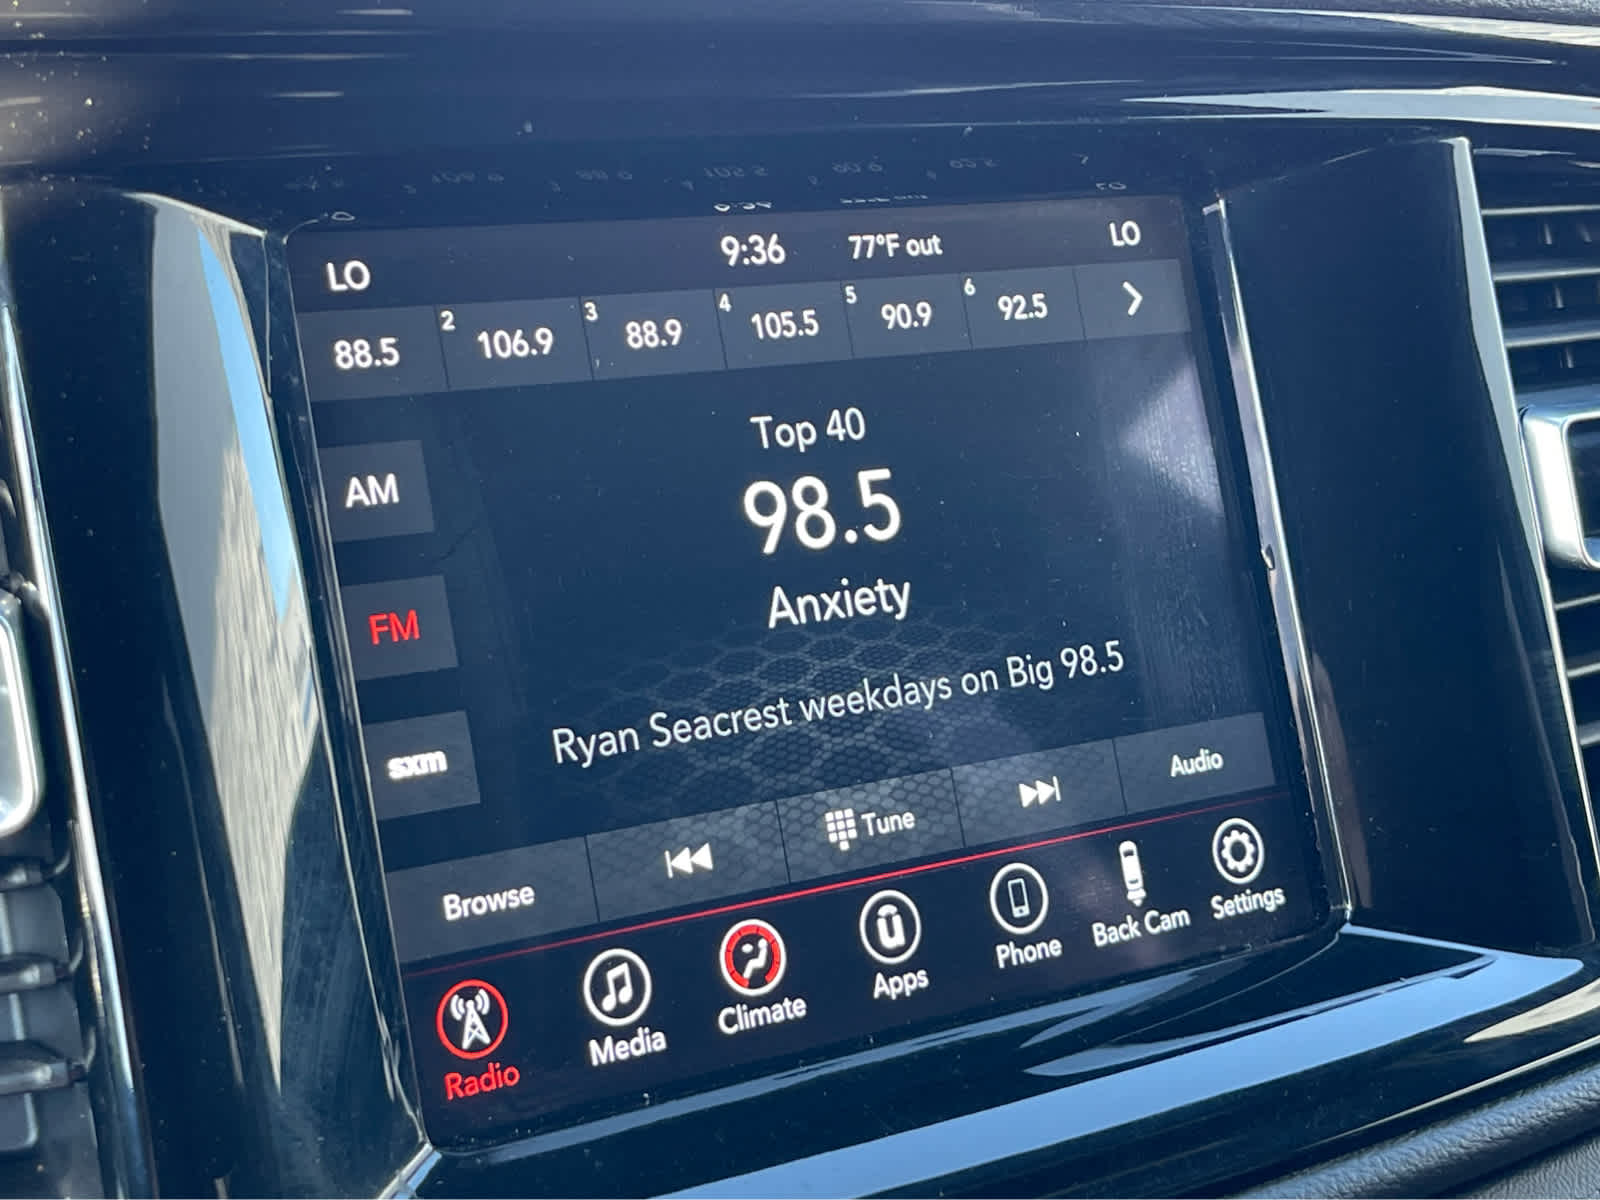 LO 9:36 77°F out LO
88.5 2 106.9 3 88.9 4 105.5 5 90.9 6 92.5
Top 40
AM
98.5
Anxiety
FM
Ryan Seacrest weekdays on Big 98.5
sxm
Browse Tune Audio
Radio Media Climate Apps Phone Back Cam Settings